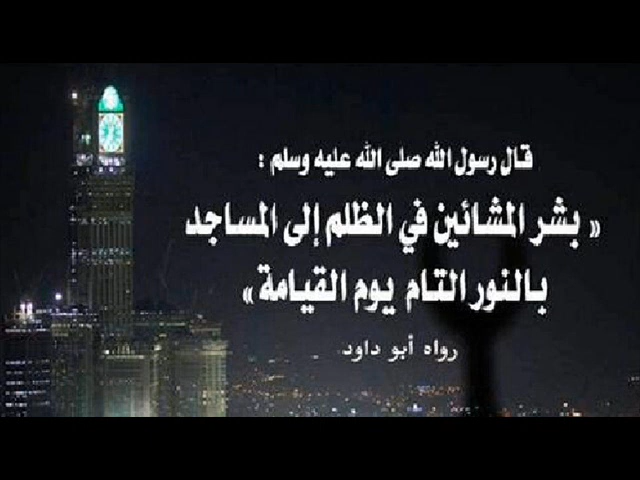 قال رسول الله صلى الله عليه وسلم :
« بشر المشائين في الظلم إلى المساجد
بالنور التام يوم القيامة »
رواه أبو داود